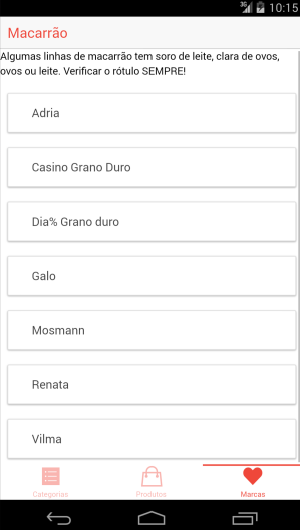 3G 10:15
Macarrão
Algumas linhas de macarrão tem soro de leite, clara de ovos,
ovos ou leite. Verificar o rótulo SEMPRE!
Adria
Casino Grano Duro
Dia% Grano duro
Galo
Mosmann
Renata
Vilma
Categorias Produtos Marcas